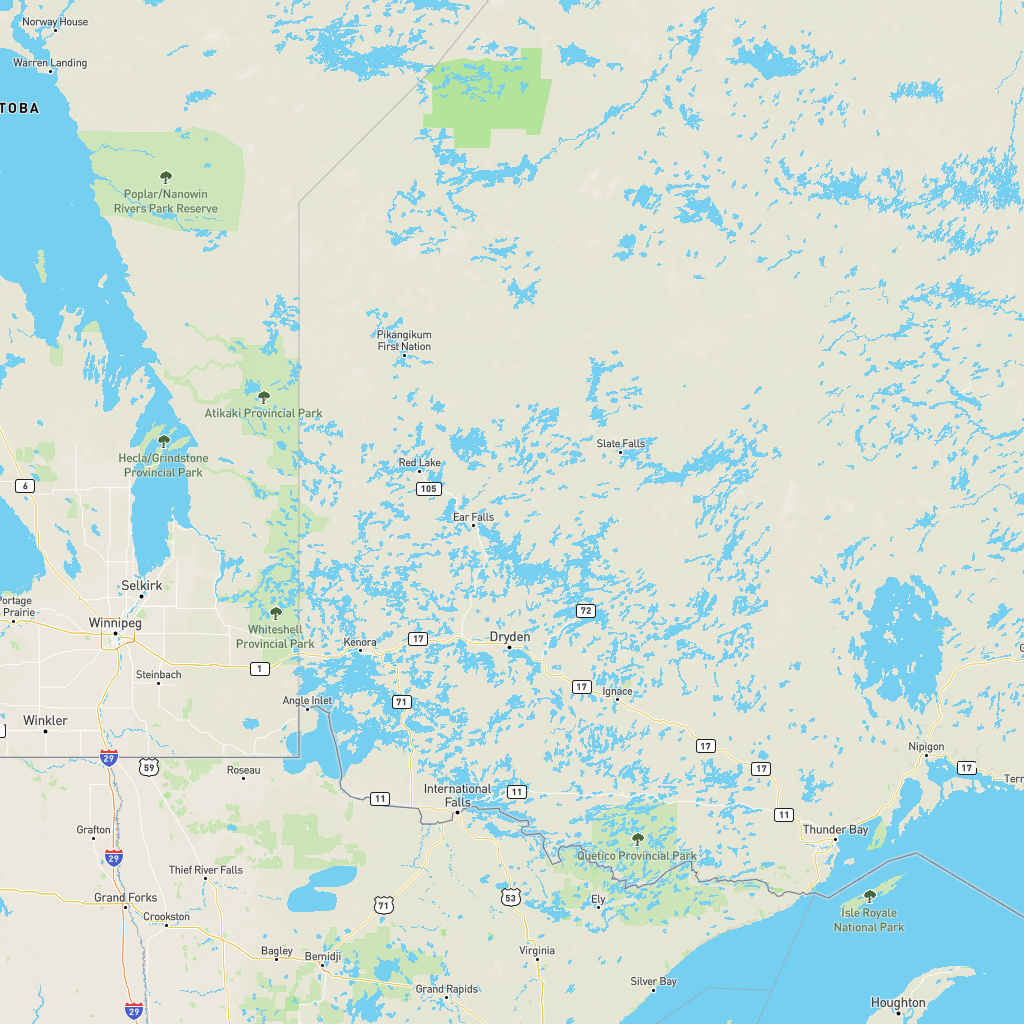 Norway House
Warren Landing
TOBA
Poplar/Nanowin
Rivers Park Reserve
Pikangikum
First Nation
Atikaki Provincial Park
Hecla/Grindstone
Provincial Park
Slate Falls
Red Lake
105
6
Ear Falls
Selkirk
Portage
Prairie
Winnipeg
72
Whiteshell
Provincial Park
Kenora
17
Dryden
1
Steinbach
17
Ignace
Angle Inlet
71
Winkler
17
Nipigon
29
59
Roseau
17
17
Terr
International
Falls
11
11
11
Grafton
Thunder Bay
29
Quetico Provincial Park
Thief River Falls
Grand Forks
71
53
Ely
Isle Royale
National Park
Crookston
Bagley
Bemidji
Virginia
Silver Bay
Grand Rapids
29
Houghton